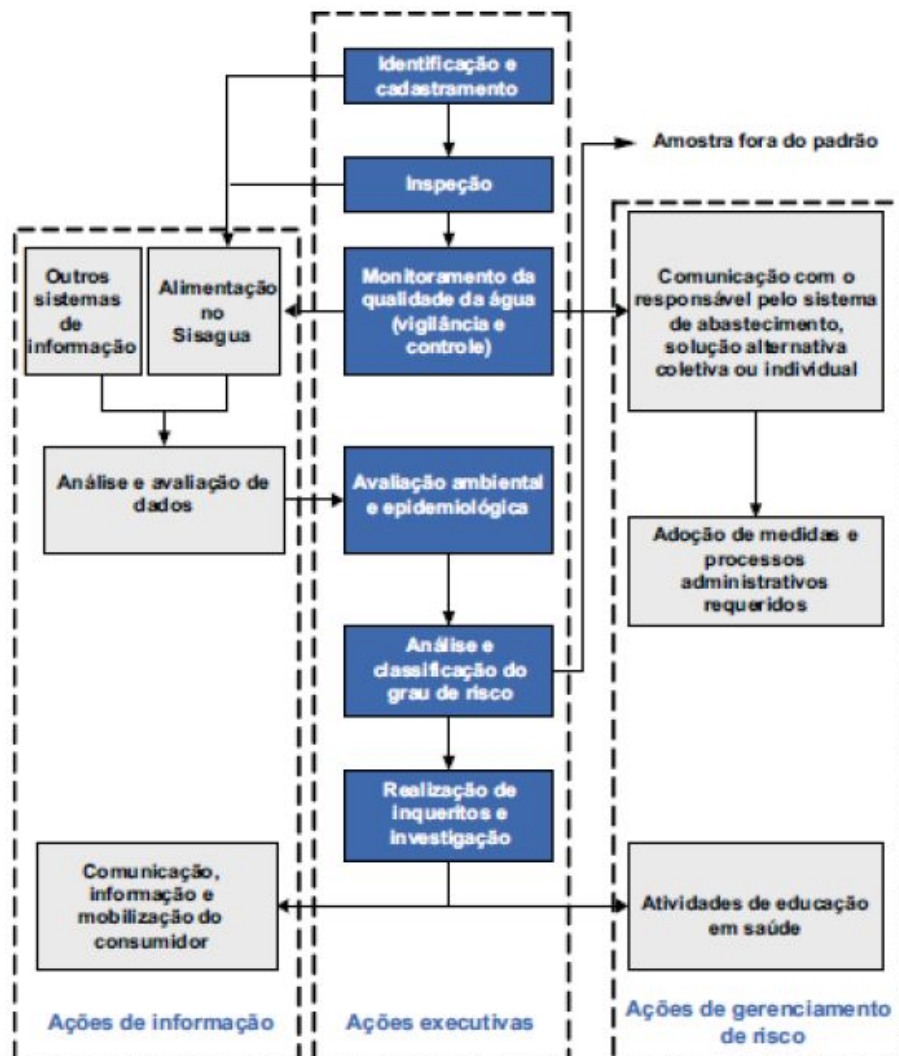 Identificação e
cadastramento
Amostra fora do padrão
Inspeção
Outros
sistemas
de
informação
Alimentação
no
Sisagua
Monitoramento da
qualidade da água
(vigilância e
controle)
Comunicação com o
responsável pelo sistema
de abastecimento,
solução alternativa
coletiva ou individual
Análise e avaliação de
dados
Avaliação ambiental
e epidemiológica
Adoção de medidas e
processos
administrativos
requeridos
Análise e
classificação do
grau de risco
Realização de
inqueritos e
investigação
Comunicação,
informação e
mobilização do
consumidor
Atividades de educação
em saúde
Ações de informação
Ações executivas
Ações de gerenciamento
de risco